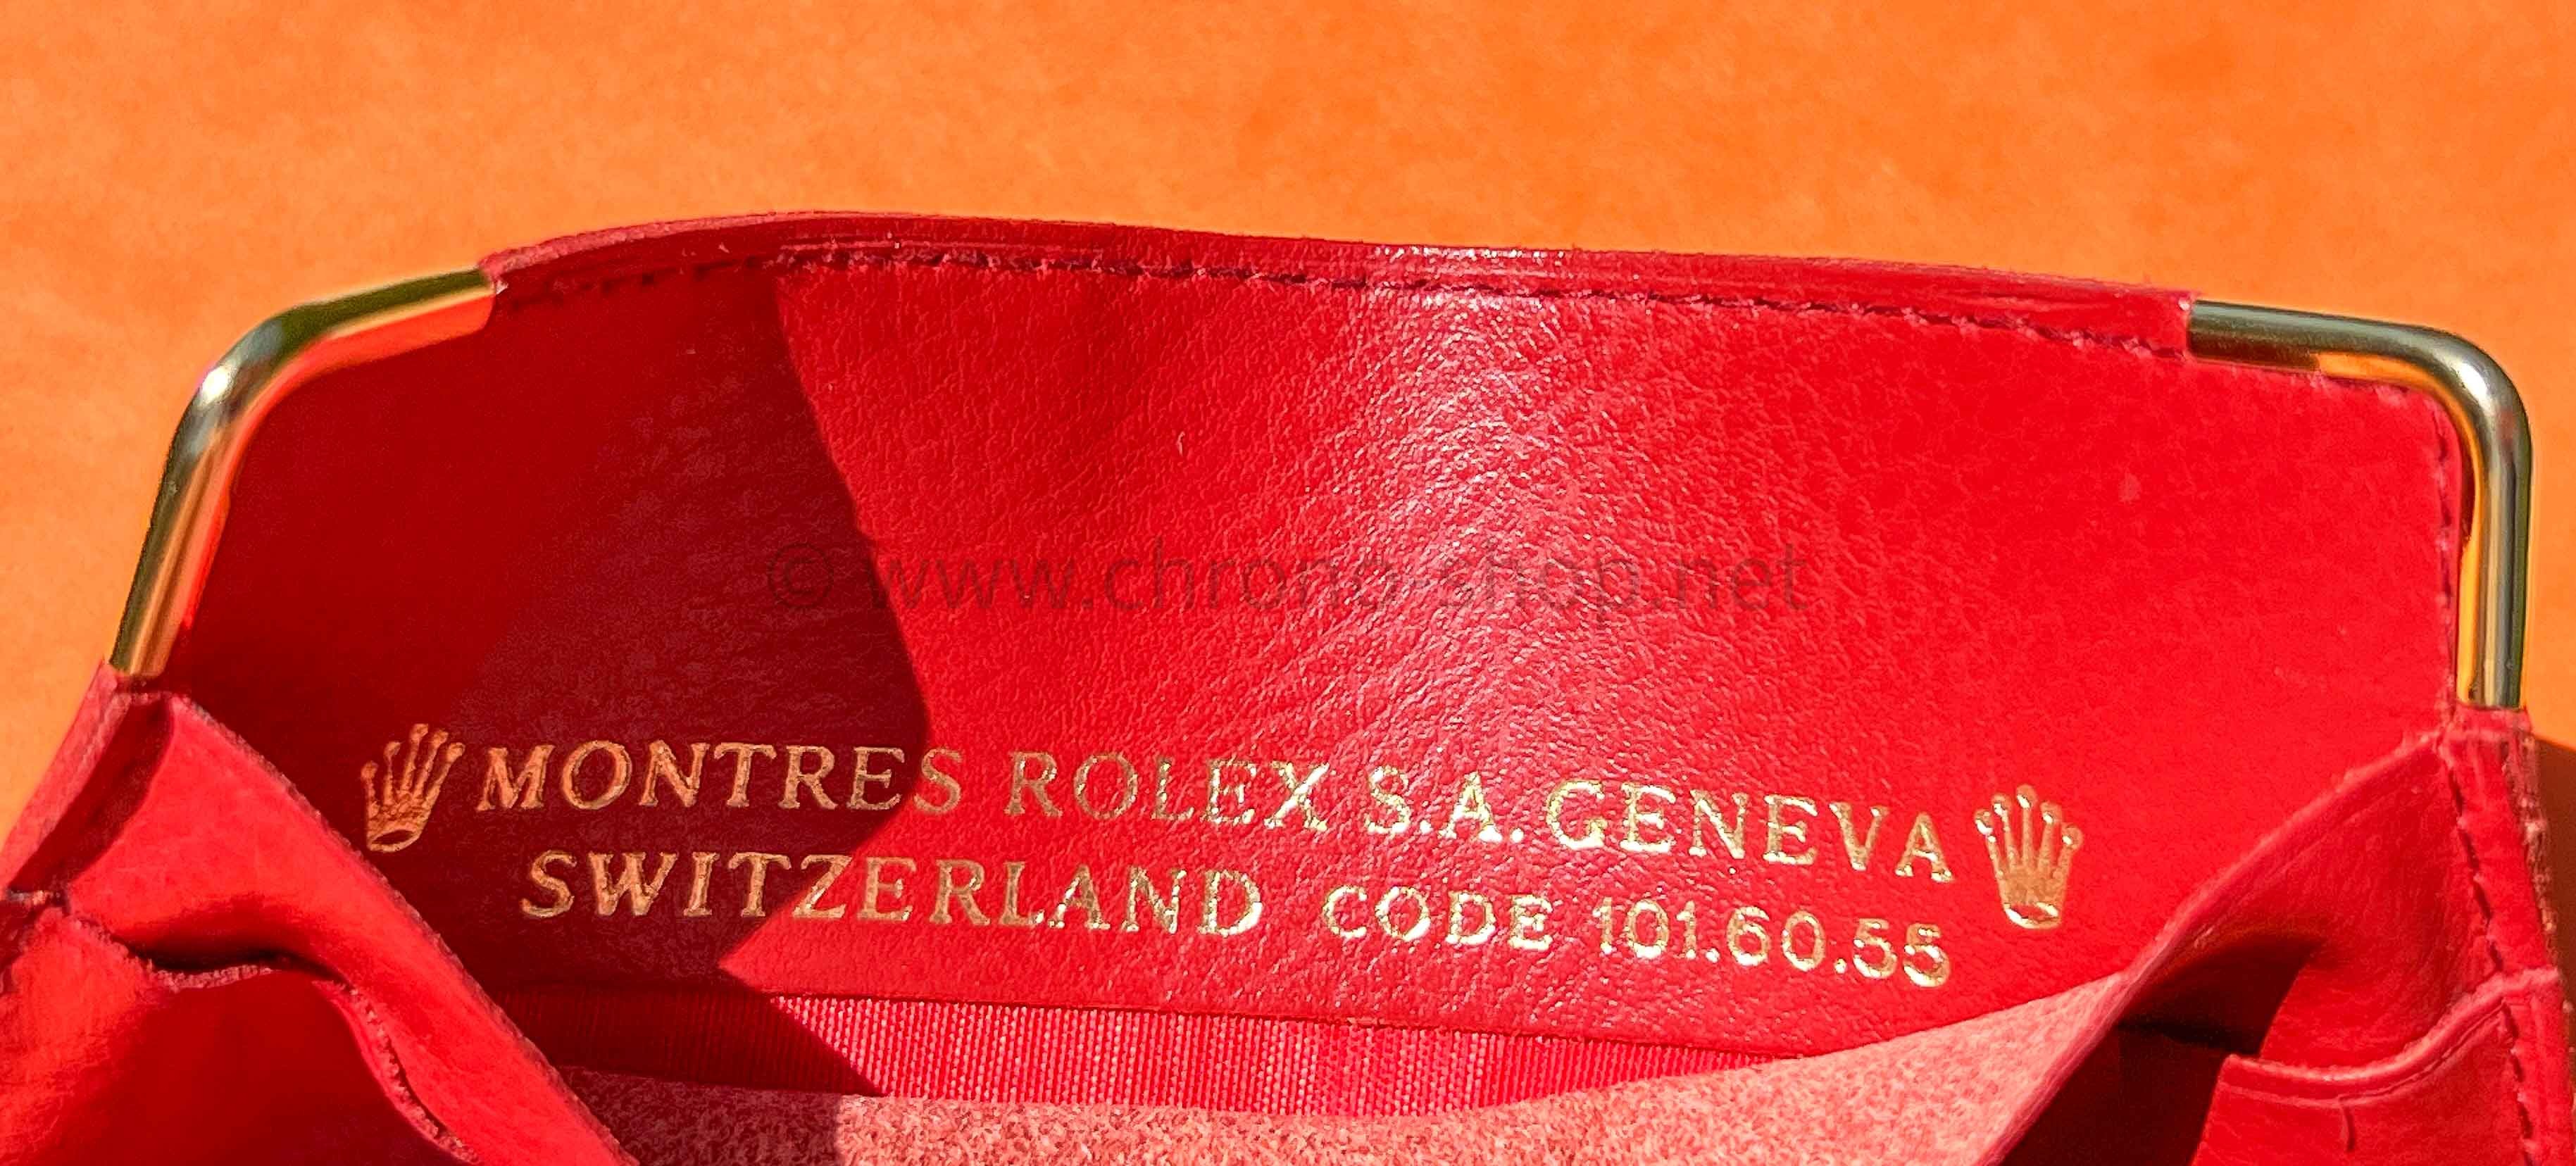 © www.chrono-shop.net
MONTRES ROLEX S.A. GENEVA
SWITZERLAND CODE 101.60.55